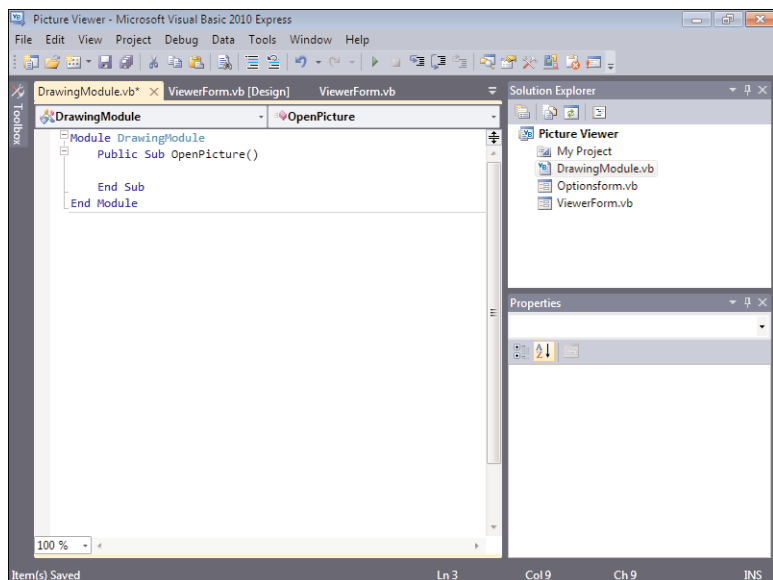 Picture Viewer - Microsoft Visual Basic 2010 Express
File Edit View Project Debug Data Tools Window Help
Toolbox
DrawingModule.vb* ViewerForm.vb [Design] ViewerForm.vb
DrawingModule OpenPicture
Module DrawingModule
Public Sub OpenPicture()
End Sub
End Module
100 %
Solution Explorer
Picture Viewer
My Project
DrawingModule.vb
Optionsform.vb
ViewerForm.vb
Properties
Item(s) Saved Ln 3 Col 9 Ch 9 INS